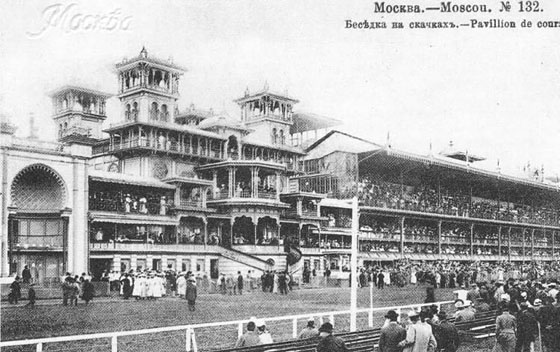 Москва
Москва.—Moscou. № 132.
Бесѣдка на скачкахъ.—Pavillion de cour